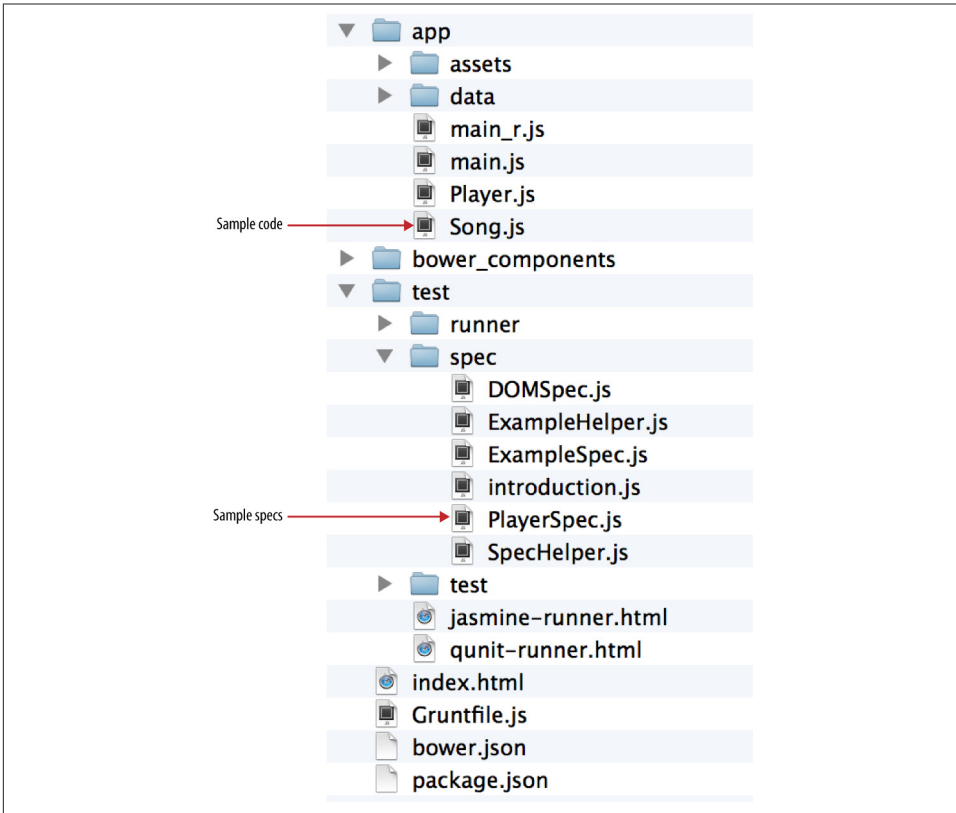 app
assets
data
main_r.js
main.js
Player.js
Sample code
Song.js
bower_components
test
runner
spec
DOMSpec.js
ExampleHelper.js
ExampleSpec.js
introduction.js
Sample specs
PlayerSpec.js
SpecHelper.js
test
jasmine-runner.html
qunit-runner.html
index.html
Gruntfile.js
bower.json
package.json